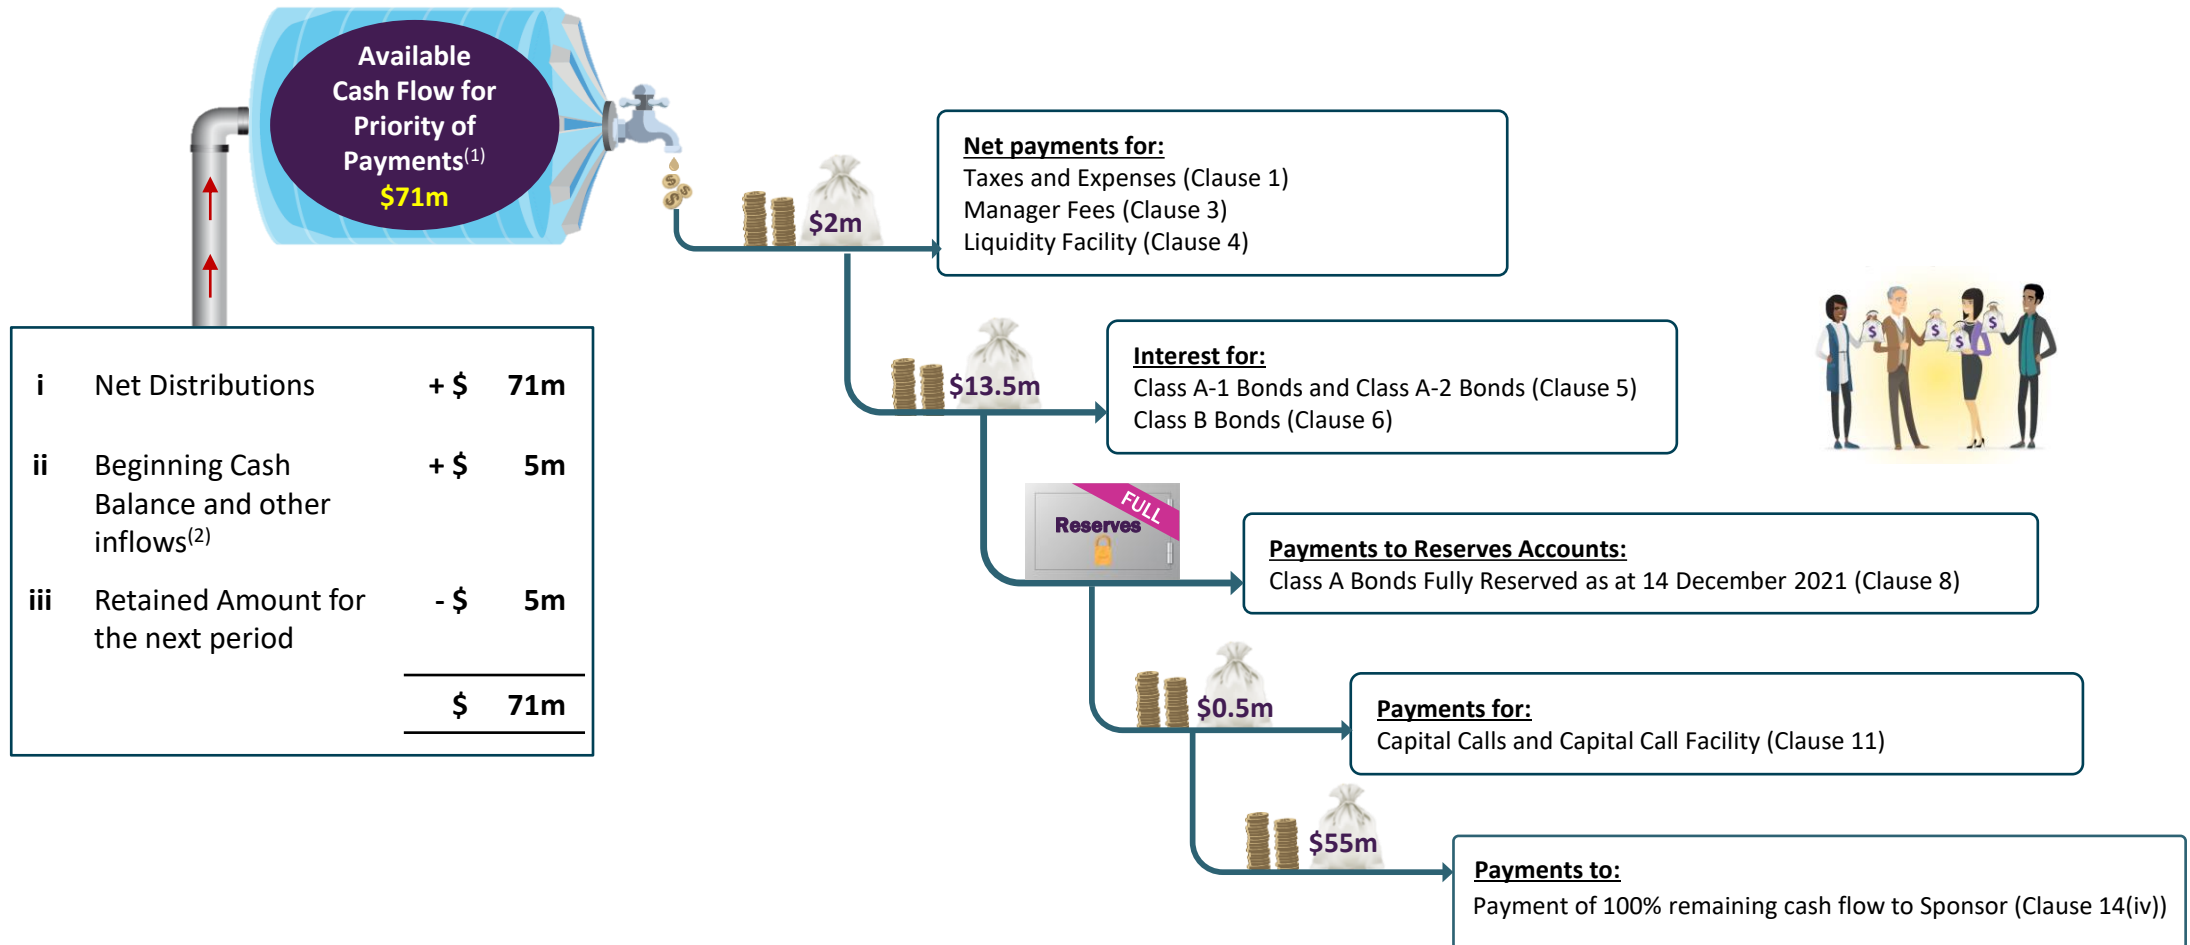 Available
Cash Flow for
Priority of
Payments(1)
$71m
i Net Distributions + $ 71m
ii Beginning Cash + $ 5m
Balance and other
inflows(2)
iii Retained Amount for - $ 5m
the next period
$ 71m
$2m
Net payments for:
Taxes and Expenses (Clause 1)
Manager Fees (Clause 3)
Liquidity Facility (Clause 4)
$13.5m
Interest for:
Class A-1 Bonds and Class A-2 Bonds (Clause 5)
Class B Bonds (Clause 6)
$ $ $ $
FULL
Reserves
Payments to Reserves Accounts:
Class A Bonds Fully Reserved as at 14 December 2021 (Clause 8)
$0.5m
Payments for:
Capital Calls and Capital Call Facility (Clause 11)
$55m
Payments to:
Payment of 100% remaining cash flow to Sponsor (Clause 14(iv))